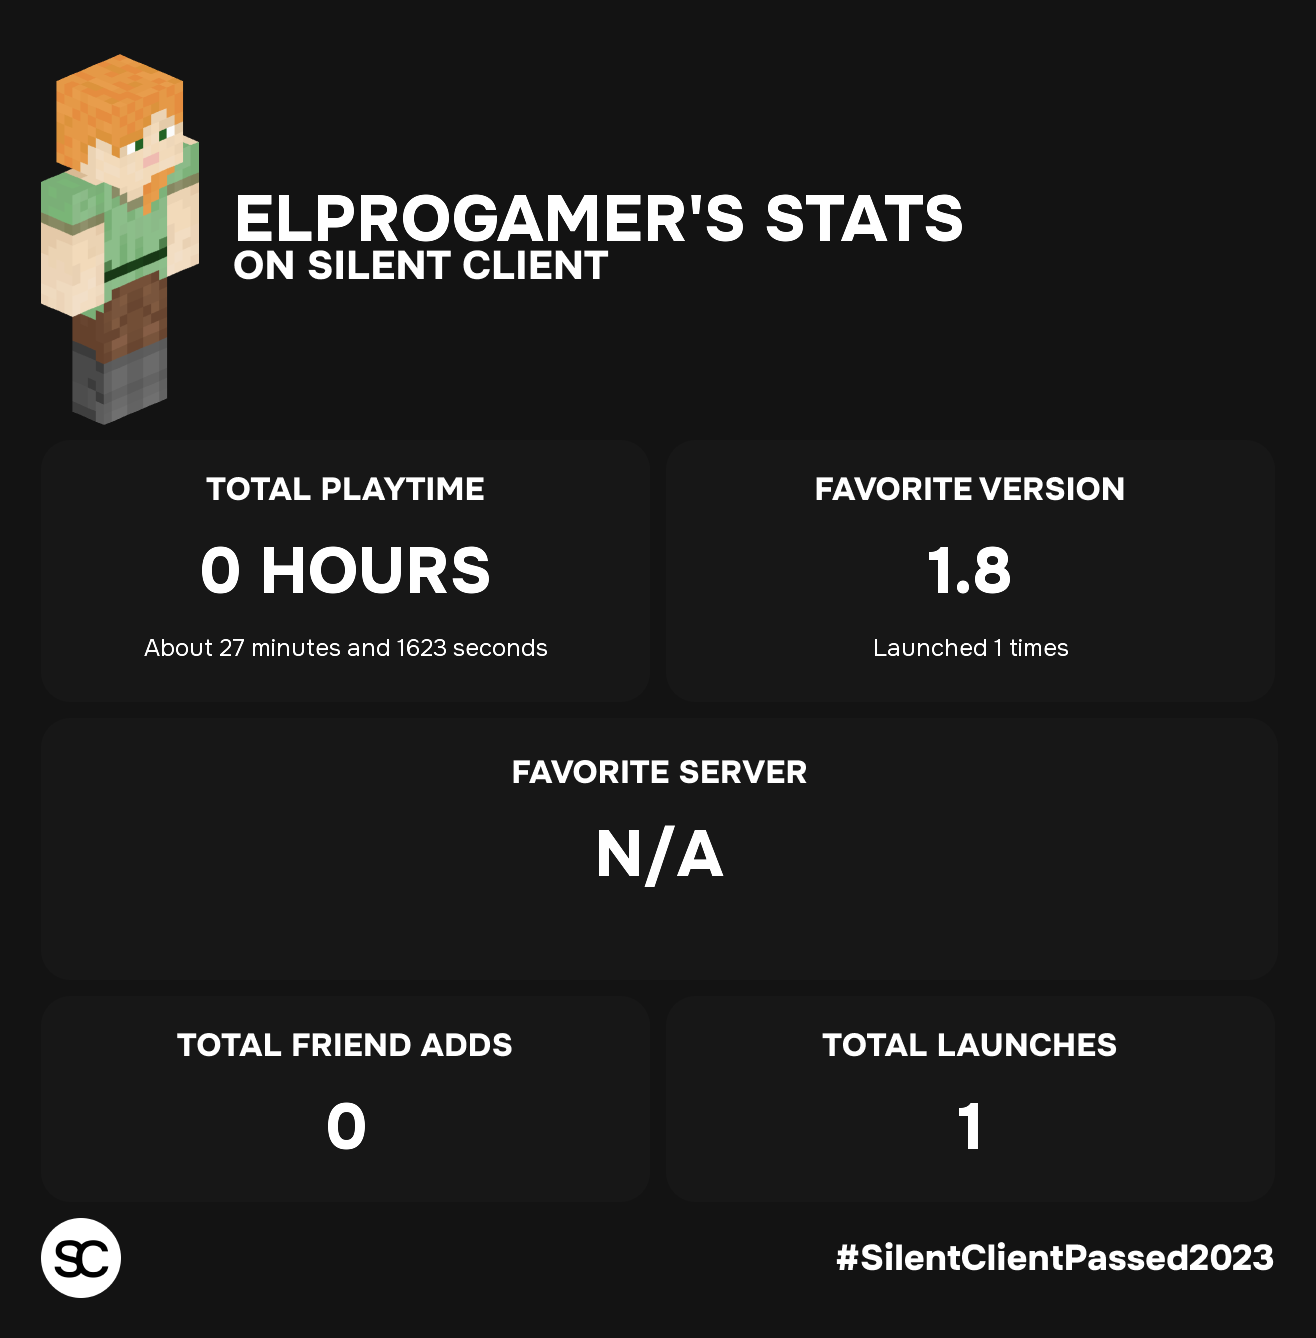 ELPROGAMER'S STATS
ON SILENT CLIENT
TOTAL PLAYTIME
0 HOURS
About 27 minutes and 1623 seconds
FAVORITE VERSION
1.8
Launched 1 times
FAVORITE SERVER
N/A
TOTAL FRIEND ADDS
0
TOTAL LAUNCHES
1
SC
#SilentClientPassed2023